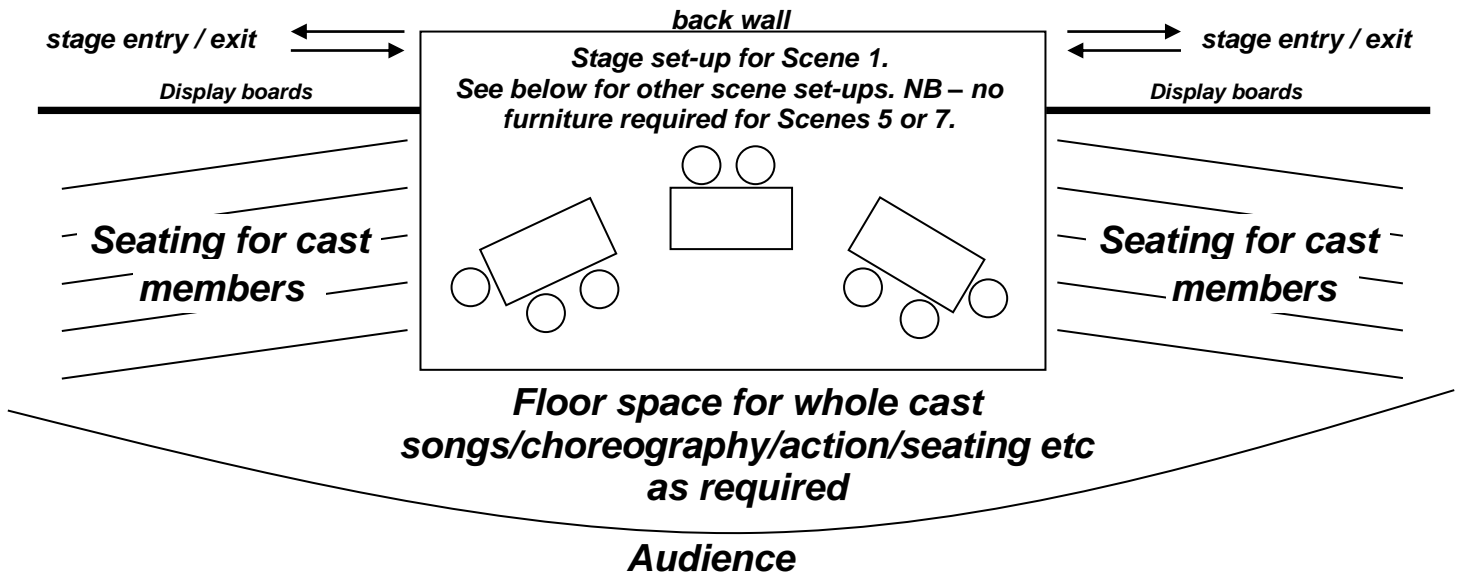 back wall
stage entry / exit
stage entry / exit
Stage set-up for Scene 1.
See below for other scene set-ups. NB – no
furniture required for Scenes 5 or 7.
Display boards
Display boards
Seating for cast
members
Seating for cast
members
Floor space for whole cast
songs/choreography/action/seating etc
as required
Audience